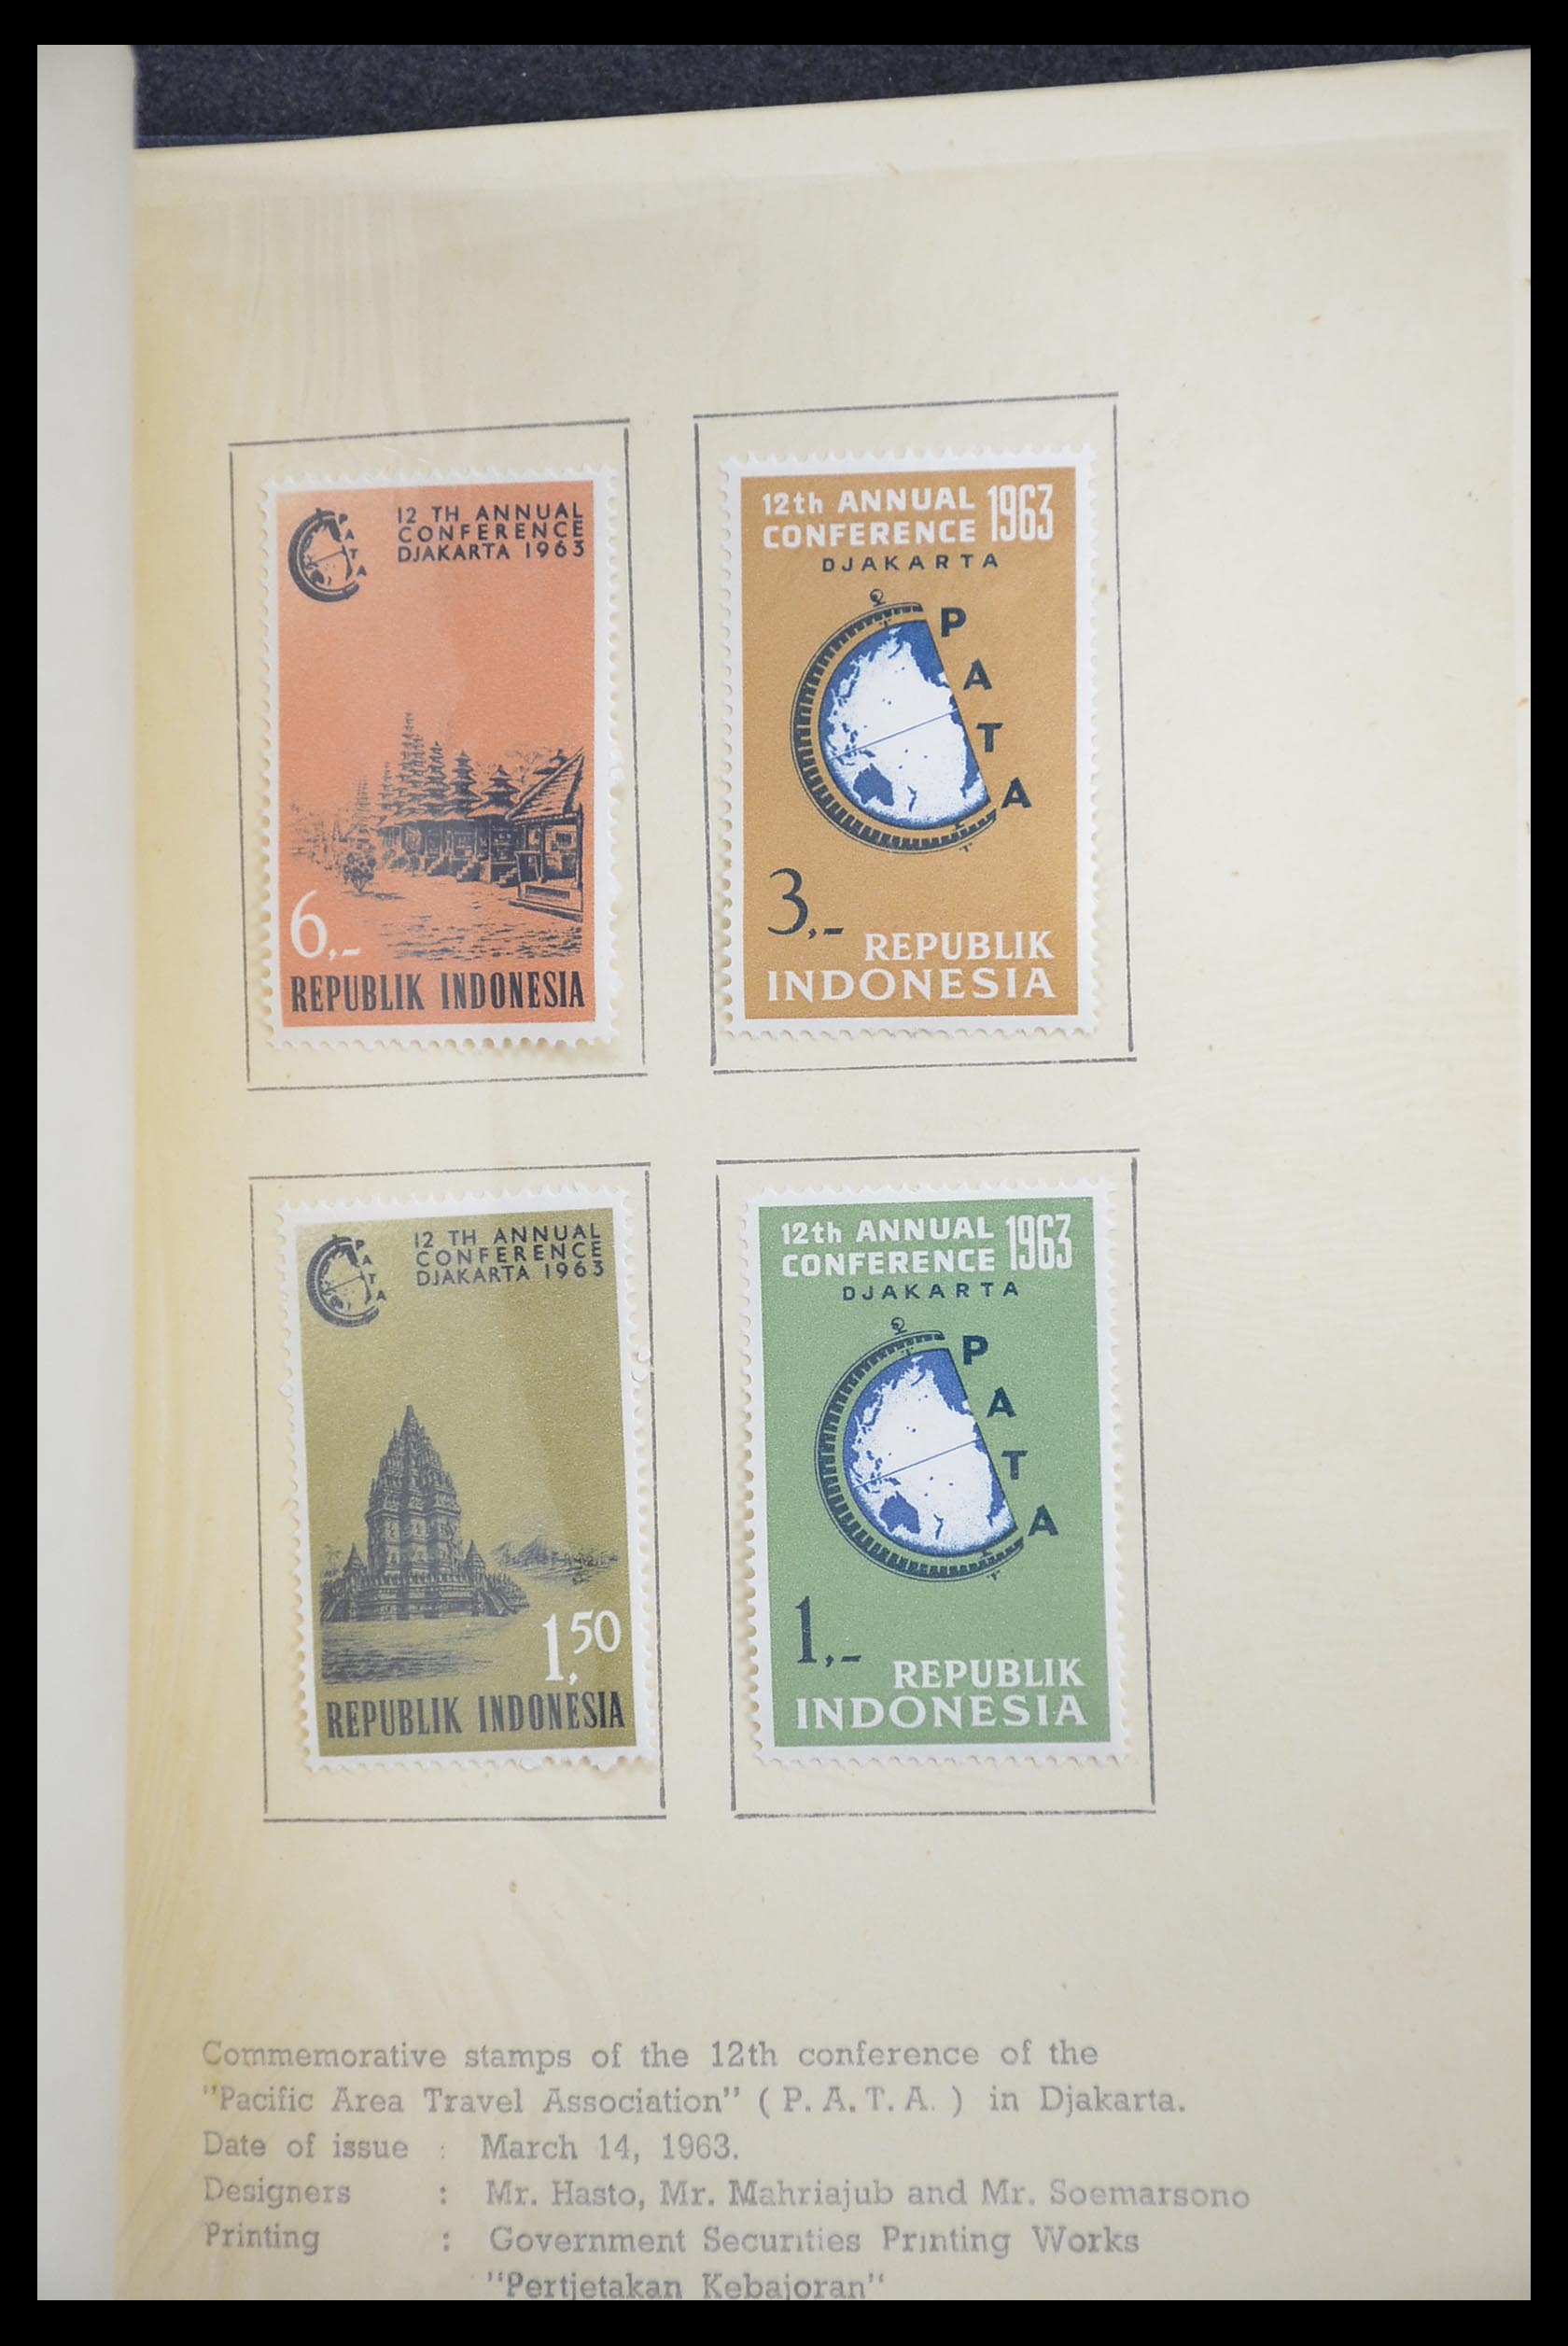 P
A
T
A
12 TH ANNUAL
CONFERENCE
DJAKARTA 1963
6,-
REPUBLIK INDONESIA
12th ANNUAL
CONFERENCE 1963
DJAKARTA
P
A
T
A
3,-
REPUBLIK
INDONESIA
P
A
T
A
12 TH ANNUAL
CONFERENCE
DJAKARTA 1963
1,50
REPUBLIK INDONESIA
12th ANNUAL
CONFERENCE 1963
DJAKARTA
P
A
T
A
1,-
REPUBLIK
INDONESIA
Commemorative stamps of the 12th conference of the
"Pacific Area Travel Association" ( P. A. T. A. ) in Djakarta.
Date of issue : March 14, 1963.
Designers : Mr. Hasto, Mr. Mahriajub and Mr. Soemarsono
Printing : Government Securities Printing Works
"Pertjetakan Kebajoran"